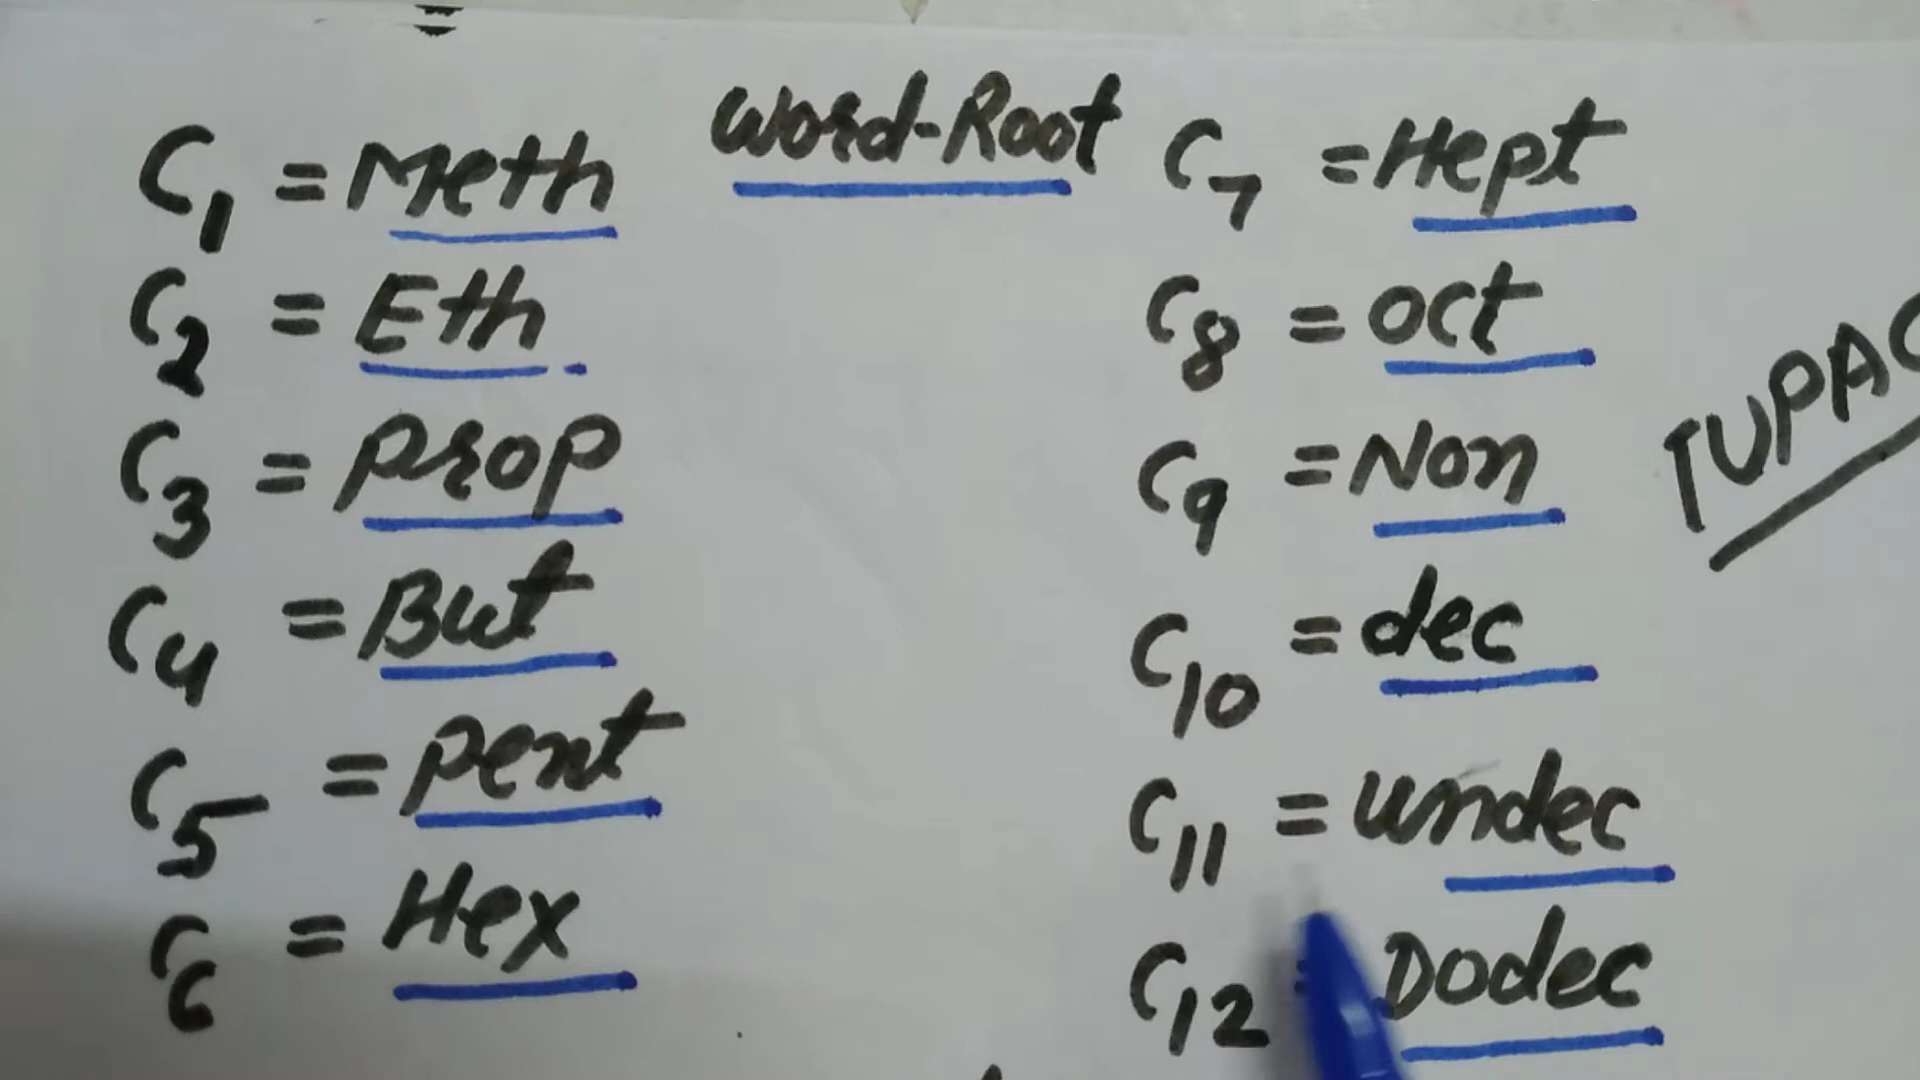 Word-Root
C1 = Meth
C2 = Eth
C3 = Prop
C4 = But
C5 = Pent
C6 = Hex
C7 = Hept
C8 = Oct
C9 = Non
C10 = dec
C11 = undec
C12 = Dodec
IUPAC